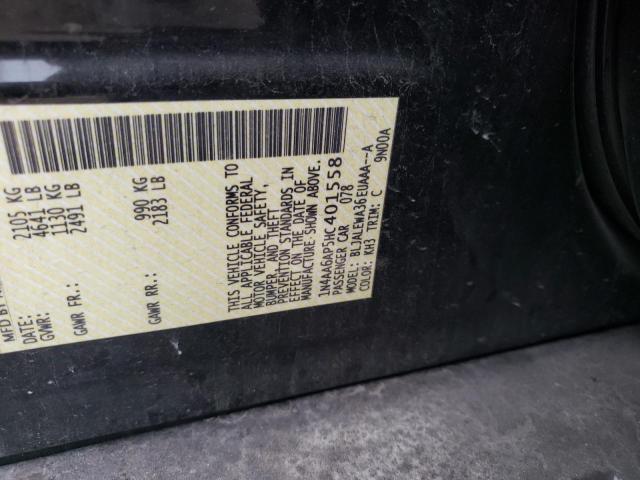 MFD BY
DATE:
GVWR: 2105 KG
4641 LB
GAWR FR.: 1130 KG
2491 LB
GAWR RR.: 990 KG
2183 LB
THIS VEHICLE CONFORMS TO
ALL APPLICABLE FEDERAL
MOTOR VEHICLE SAFETY,
BUMPER, AND THEFT
PREVENTION STANDARDS IN
EFFECT ON THE DATE OF
MANUFACTURE SHOWN ABOVE.
1N4AA6AP5HC401558
PASSENGER CAR 078
MODEL: BLJALEWA36EUAAA--A
COLOR: KH3 TRIM: C 9N00A